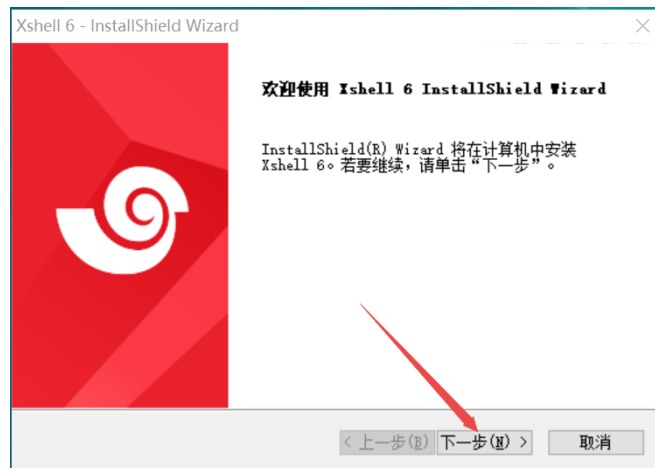 Xshell 6 - InstallShield Wizard
欢迎使用 Xshell 6 InstallShield Wizard
InstallShield(R) Wizard 将在计算机中安装
Xshell 6。若要继续，请单击“下一步”。
< 上一步(B) 下一步(N) > 取消